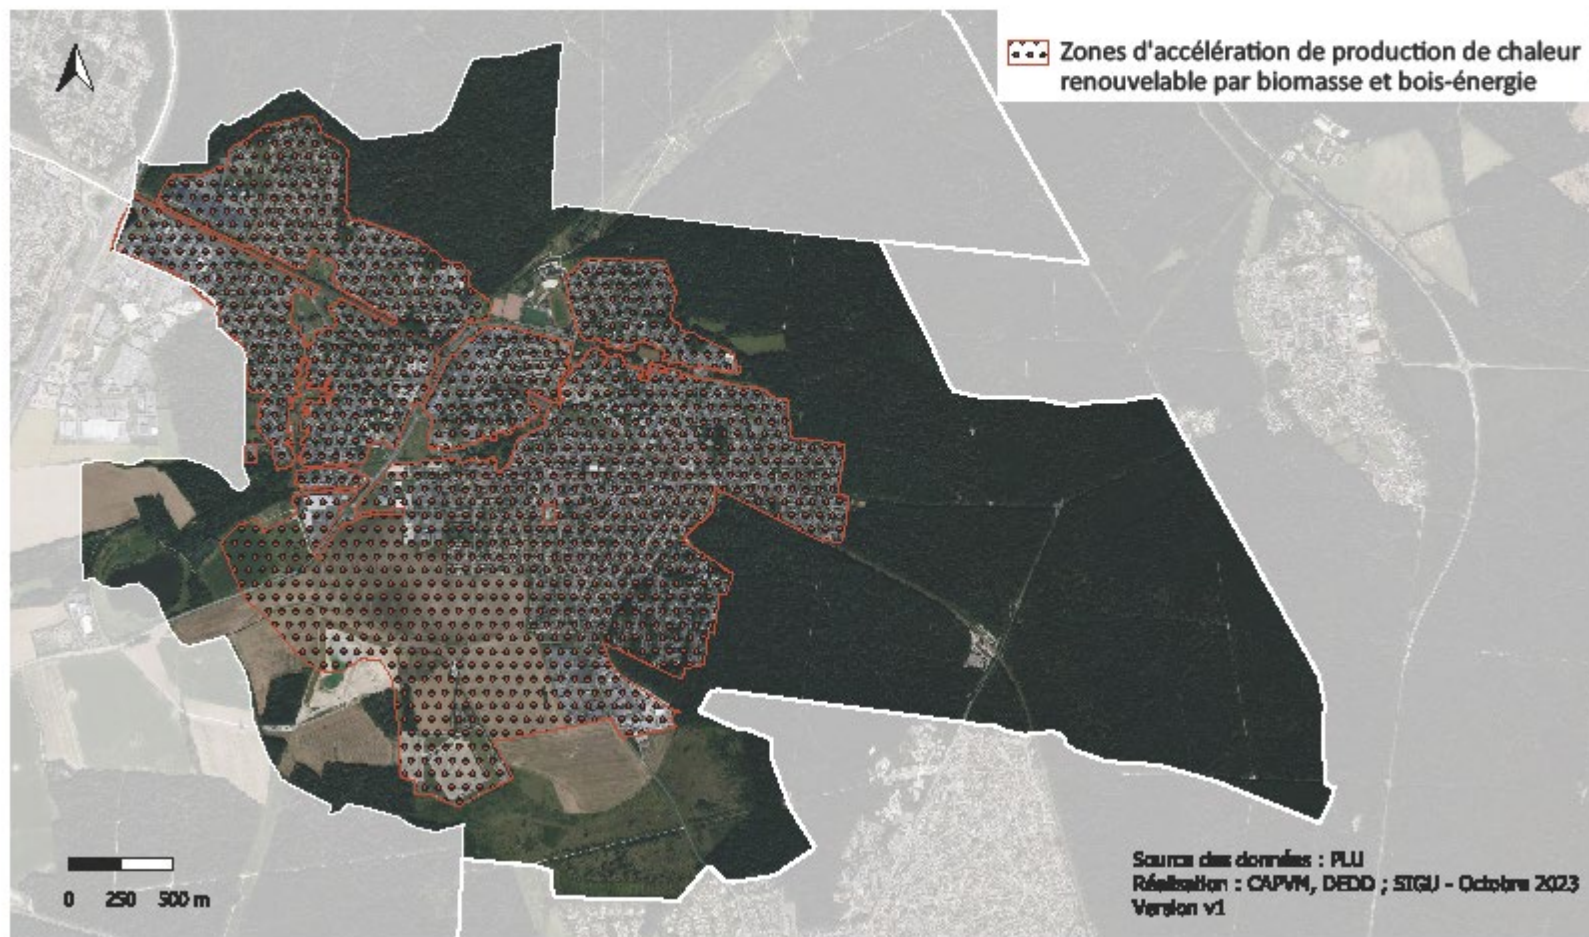 Zones d'accélération de production de chaleur
renouvelable par biomasse et bois-énergie
0 250 500 m
Source des données : PLU
Réalisation : CAPVM, DEDD ; SIGU - Octobre 2023
Version v1